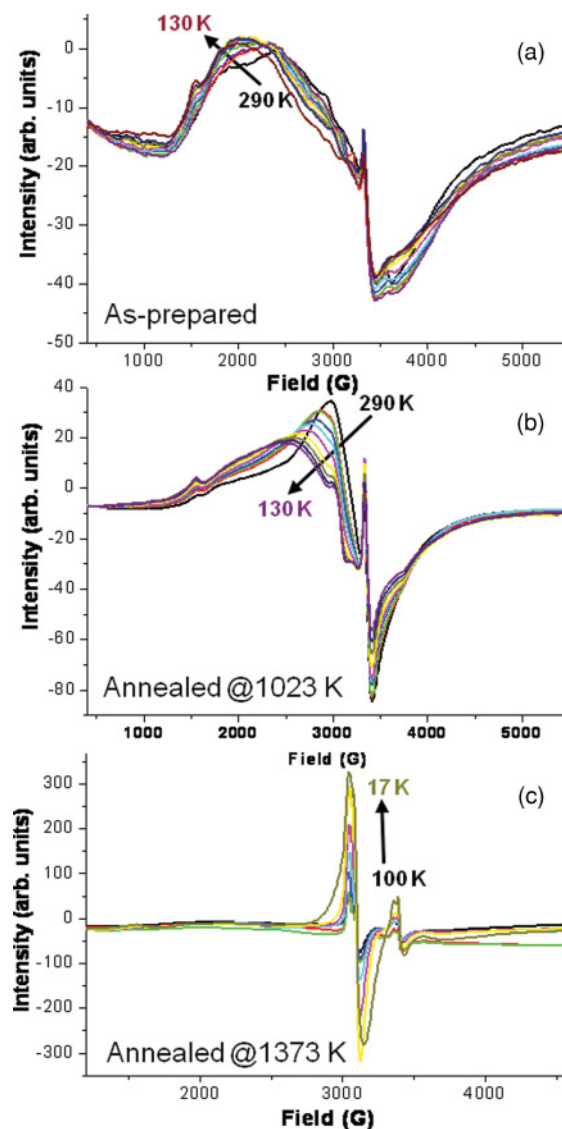 (a)
130 K
290 K
0
-10
-20
-30
-40
-50
Intensity (arb. units)
As-prepared
1000 2000 3000 4000 5000
Field (G)
(b)
290 K
130 K
40
20
0
-20
-40
-60
-80
Intensity (arb. units)
Annealed @1023 K
1000 2000 3000 4000 5000
Field (G)
(c)
17 K
100 K
300
200
100
0
-100
-200
-300
Intensity (arb. units)
Annealed @1373 K
2000 3000 4000
Field (G)